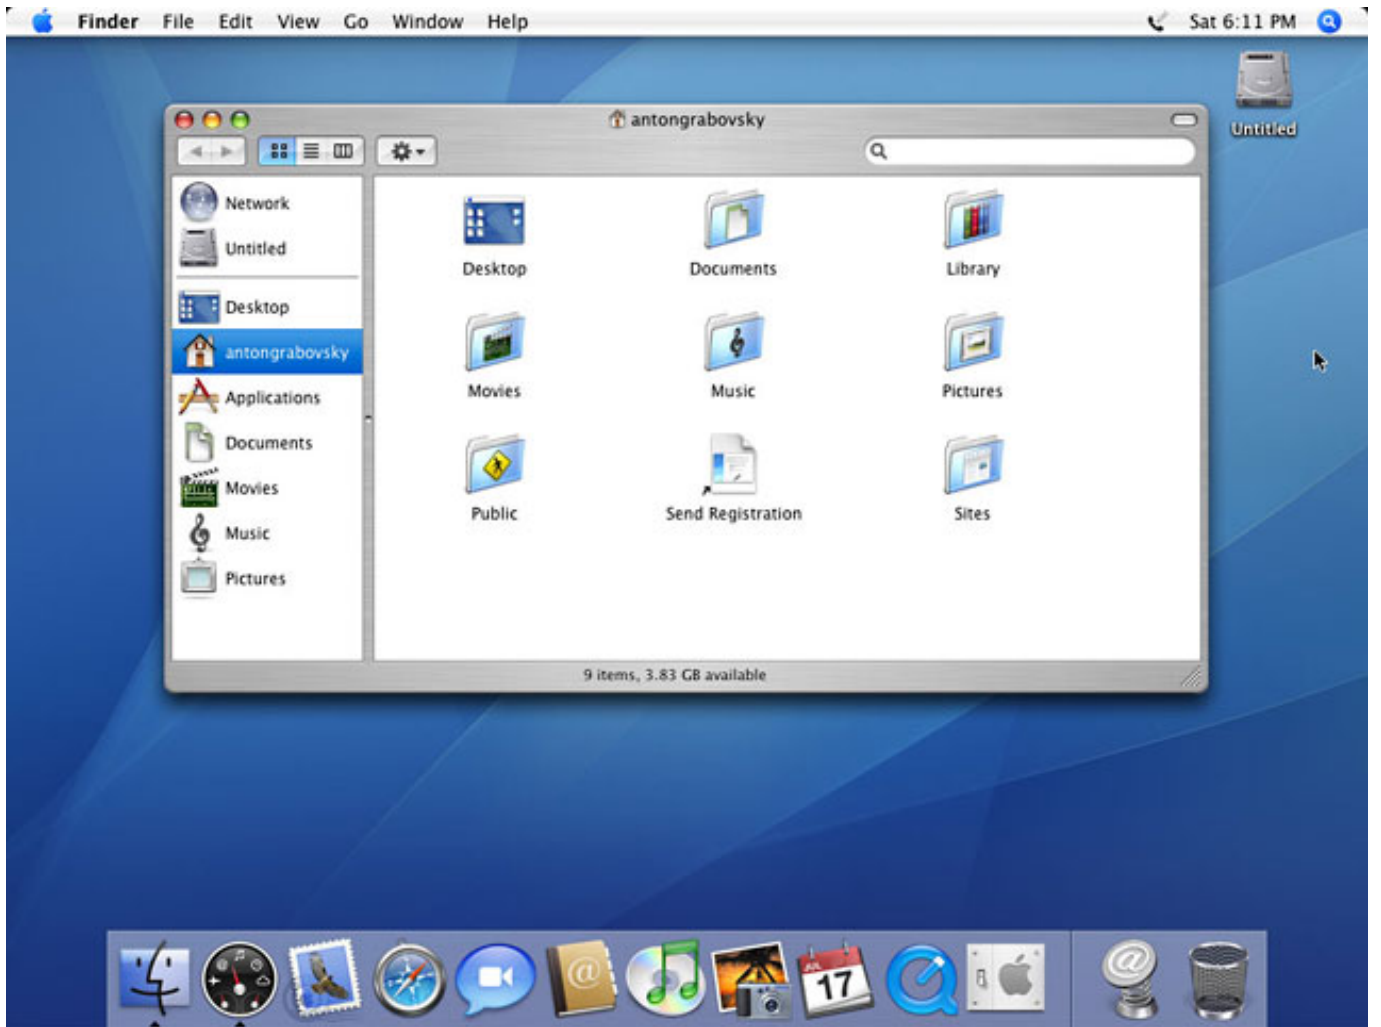 Finder File Edit View Go Window Help Sat 6:11 PM
Untitled
antongrabovsky
Network
Untitled
Desktop
antongrabovsky
Applications
Documents
Movies
Music
Pictures
Desktop Documents Library
Movies Music Pictures
Public Send Registration Sites
9 items, 3.83 GB available
@
JUL
17
@